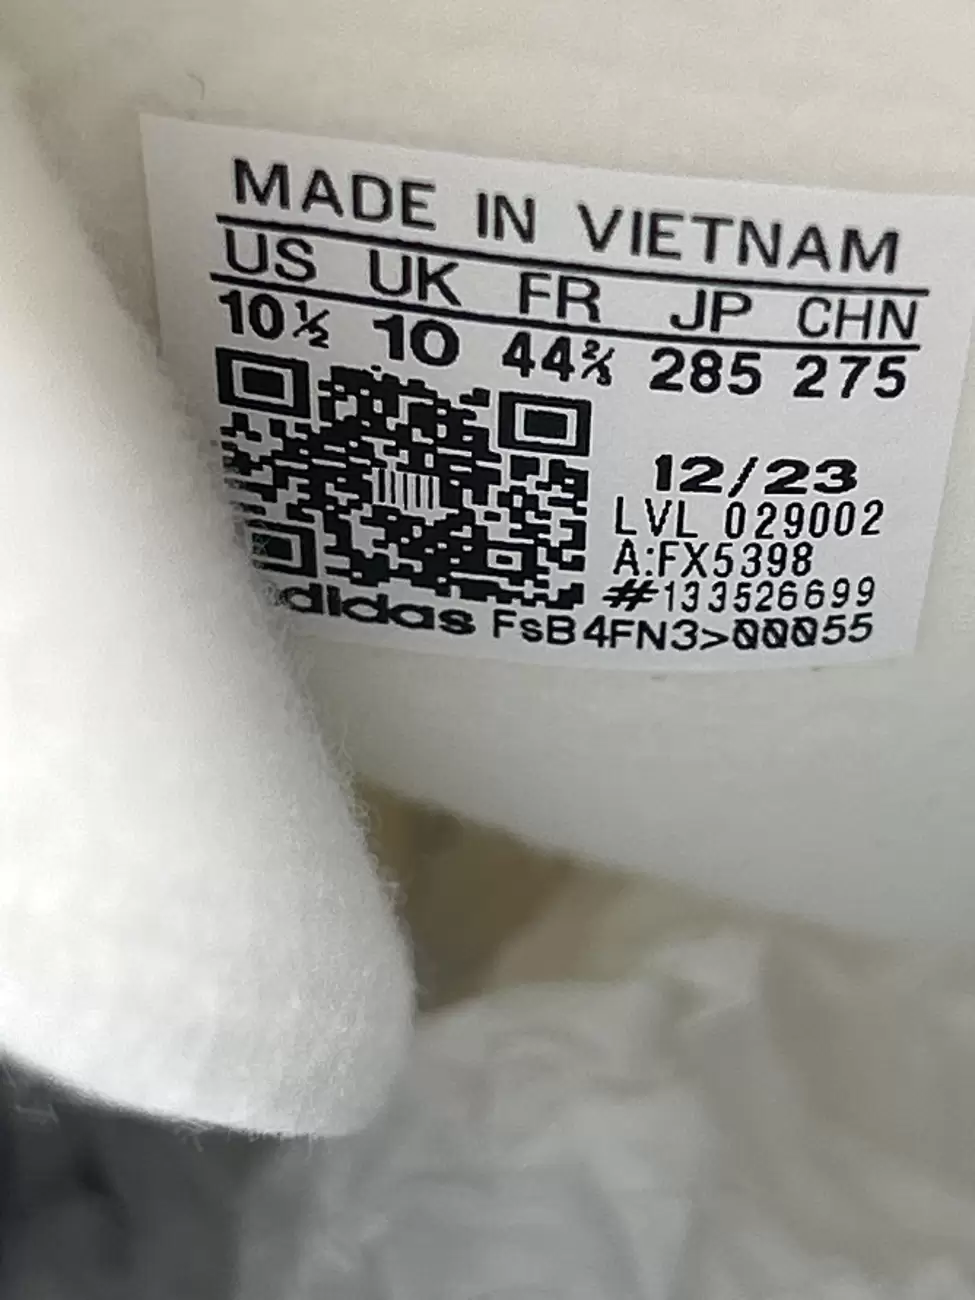 MADE IN VIETNAM
US UK FR JP CHN
10½ 10 44⅔ 285 275
12/23
LVL 029002
A:FX5398
#133526699
adidas FsB4FN3>00055